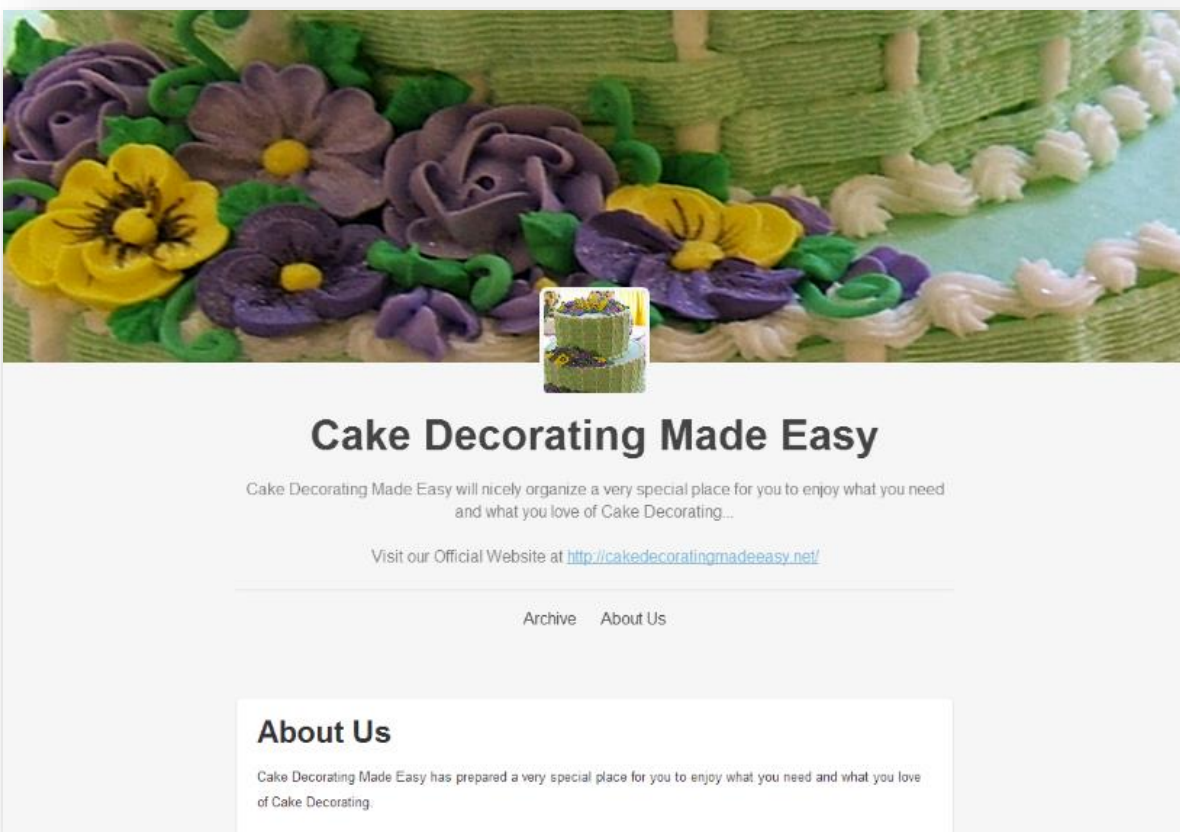 Cake Decorating Made Easy
Cake Decorating Made Easy will nicely organize a very special place for you to enjoy what you need
and what you love of Cake Decorating...
Visit our Official Website at http://cakedecoratingmadeeasy.net/
Archive About Us
About Us
Cake Decorating Made Easy has prepared a very special place for you to enjoy what you need and what you love
of Cake Decorating.